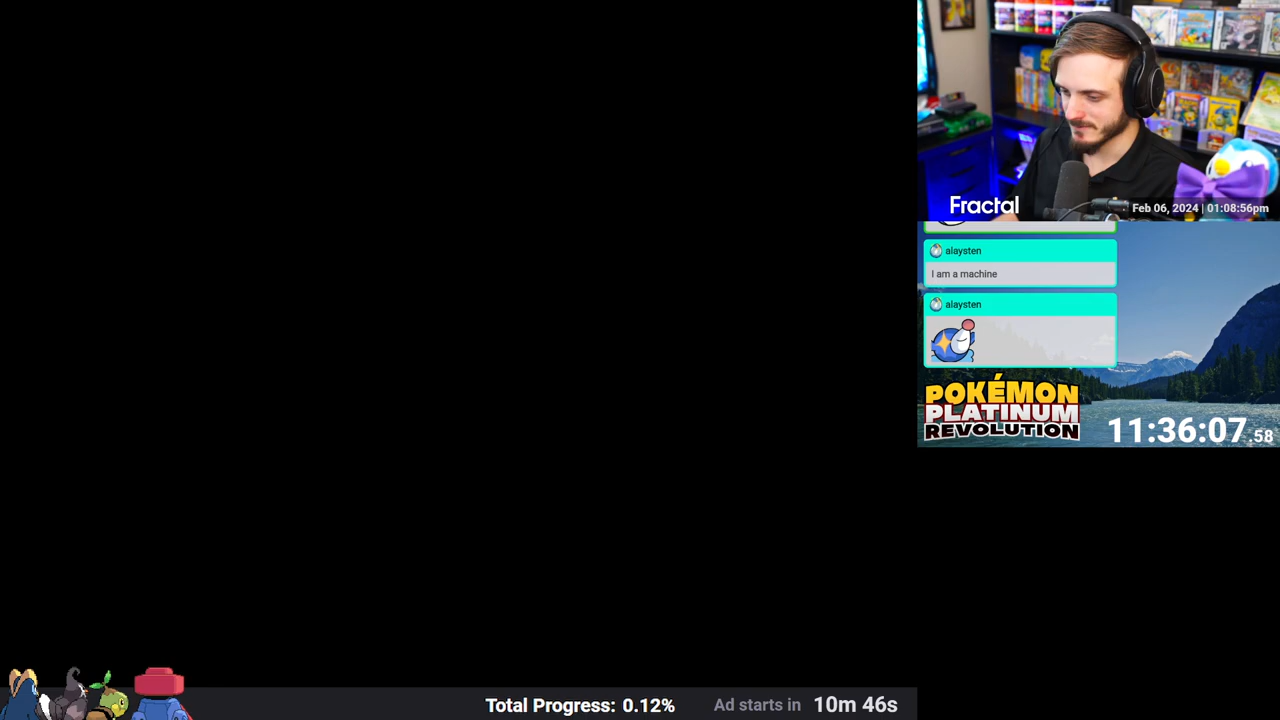 Fractal
Feb 06, 2024 | 01:08:56pm
alaysten
I am a machine
alaysten
POKÉMON
PLATINUM
REVOLUTION
11:36:07.58
Total Progress: 0.12%
Ad starts in 10m 46s